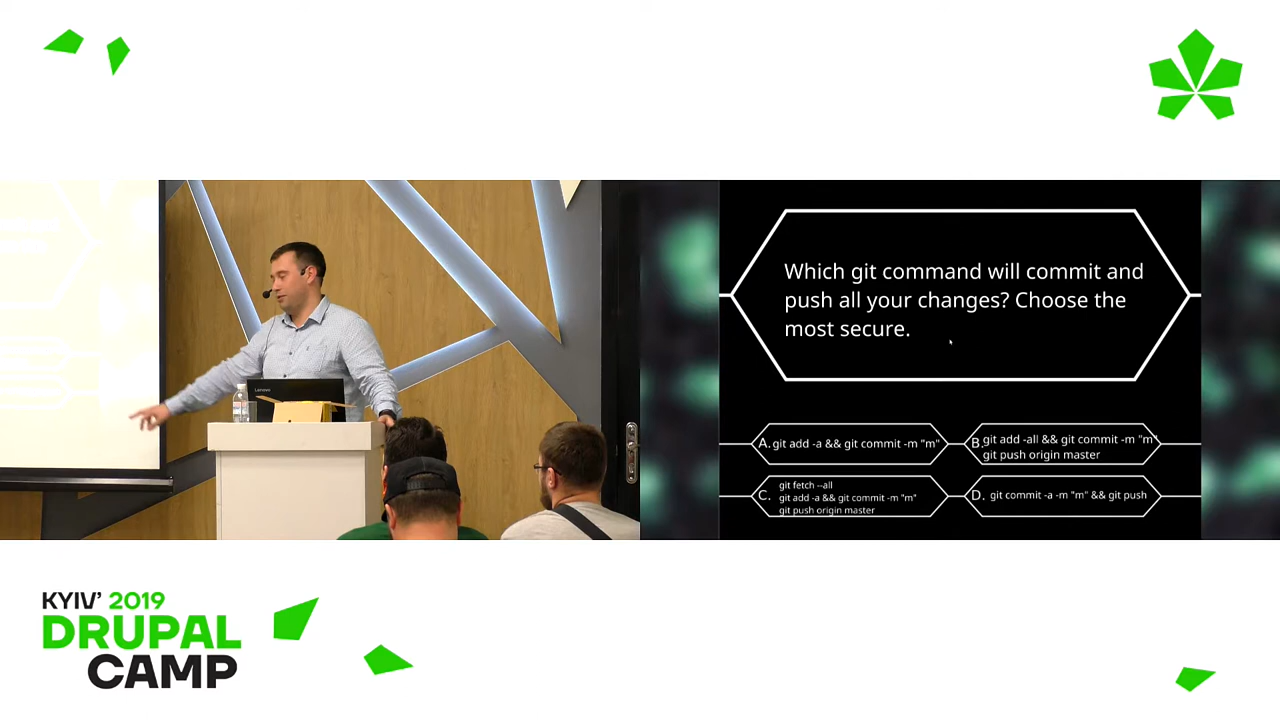 Which git command will commit and
push all your changes? Choose the
most secure.
A. git add -a && git commit -m "m"
B. git add -all && git commit -m "m"
git push origin master
C. git fetch --all
git add -a && git commit -m "m"
git push origin master
D. git commit -a -m "m" && git push
Lenovo
KYIV' 2019
DRUPAL
CAMP